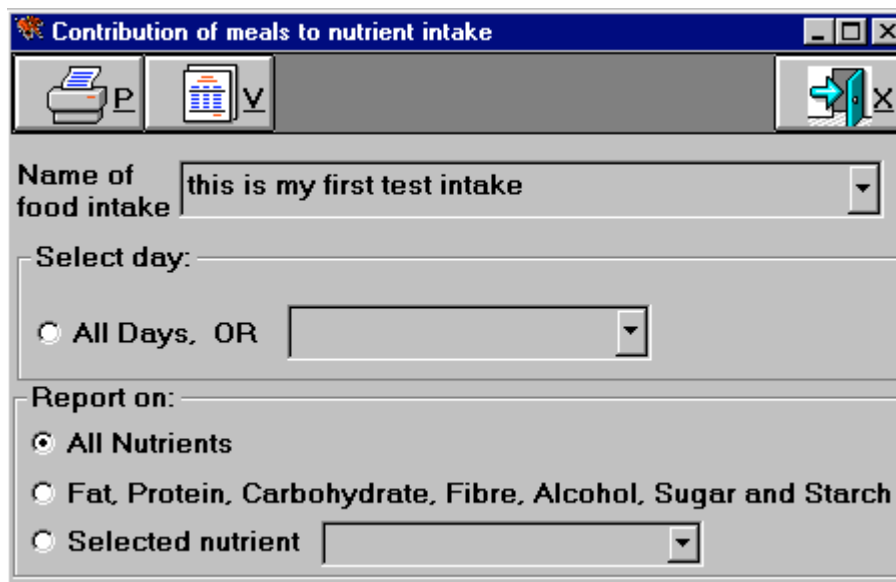 Contribution of meals to nutrient intake
P V X
Name of
food intake
this is my first test intake
Select day:
All Days, OR
Report on:
All Nutrients
Fat, Protein, Carbohydrate, Fibre, Alcohol, Sugar and Starch
Selected nutrient